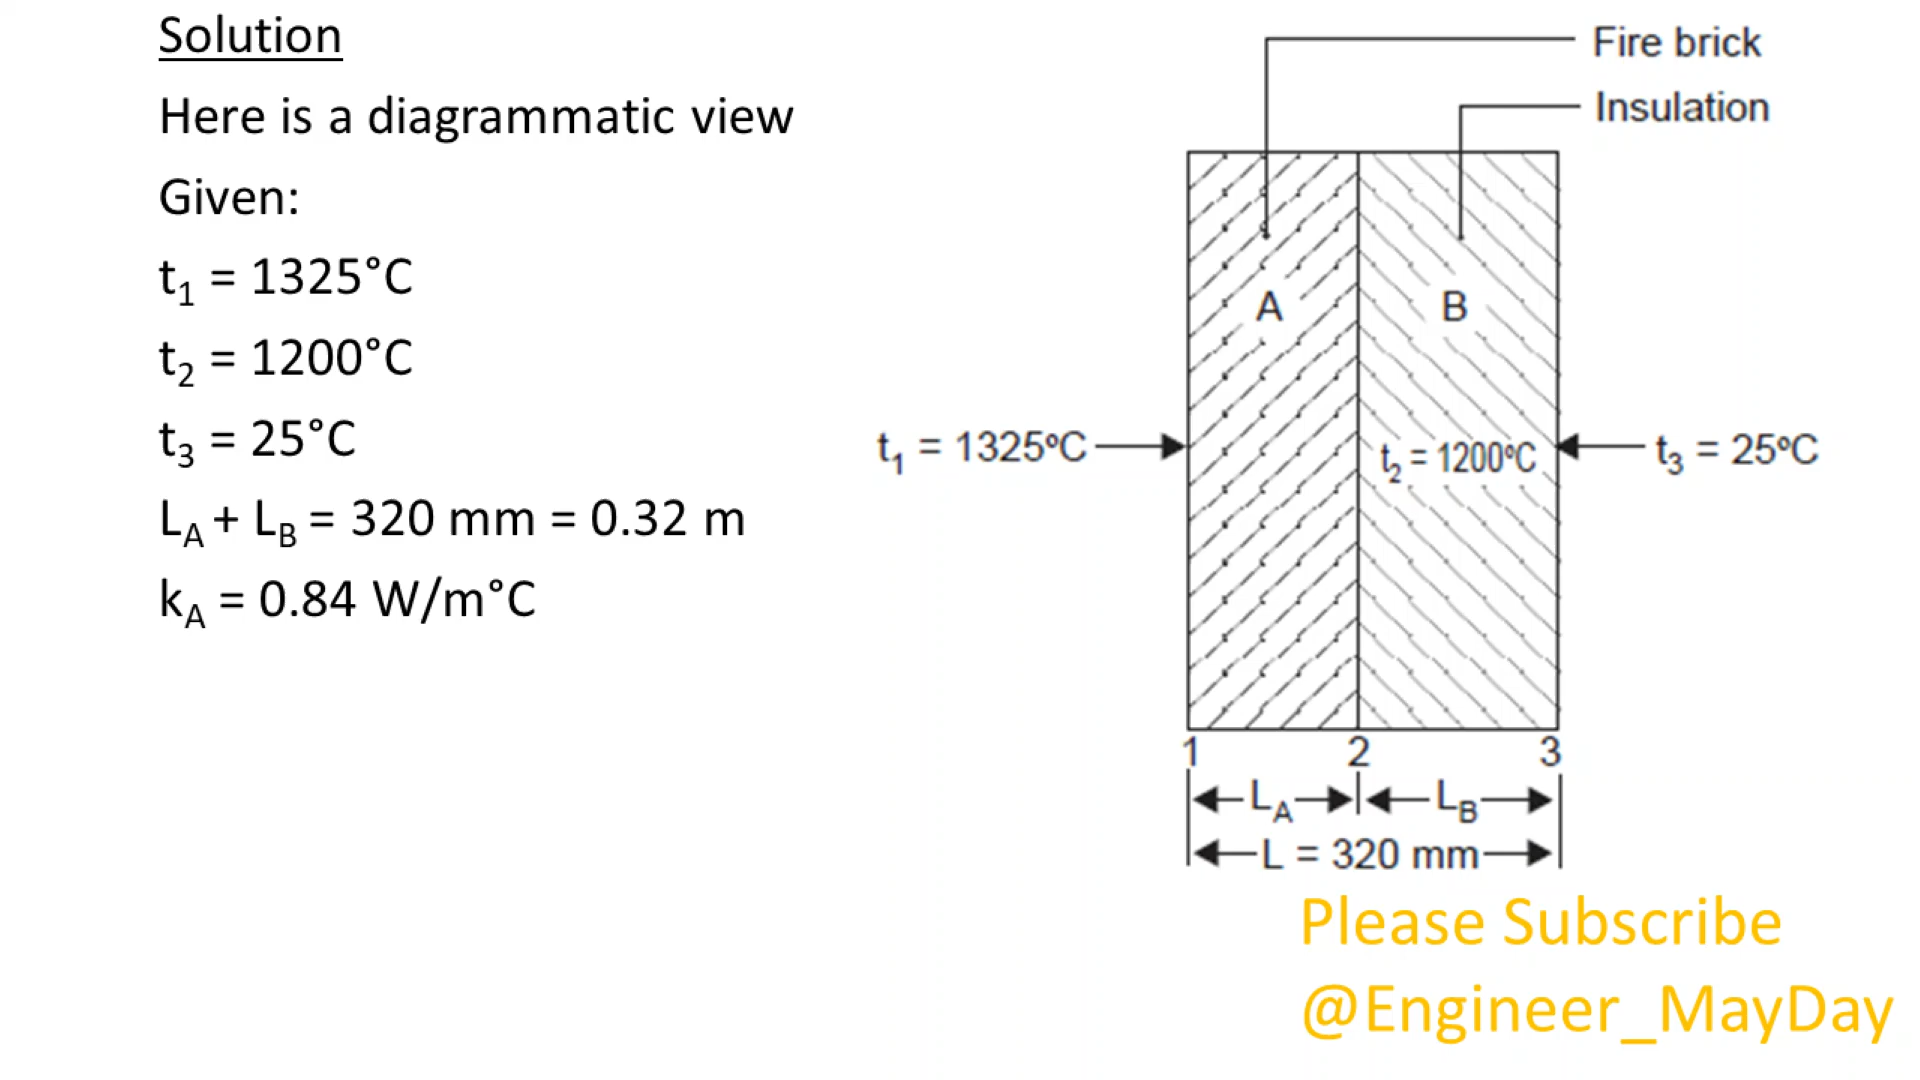 Solution
Here is a diagrammatic view
Given:
t₁ = 1325°C
t₂ = 1200°C
t₃ = 25°C
L_A + L_B = 320 mm = 0.32 m
k_A = 0.84 W/m°C
Fire brick
Insulation
A B
t₁ = 1325°C
t₂ = 1200°C
t₃ = 25°C
1 2 3
L_A L_B
L = 320 mm
Please Subscribe
@Engineer_MayDay